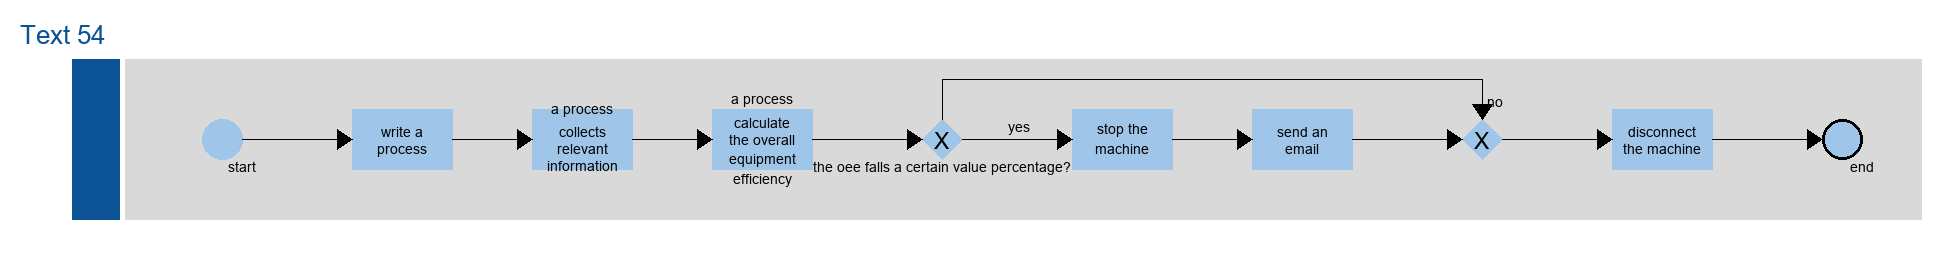 Text 54
start
write a
process
a process
collects
relevant
information
a process
calculate
the overall
equipment
efficiency
X
the oee falls a certain value percentage?
yes
stop the
machine
send an
email
no
X
disconnect
the machine
end